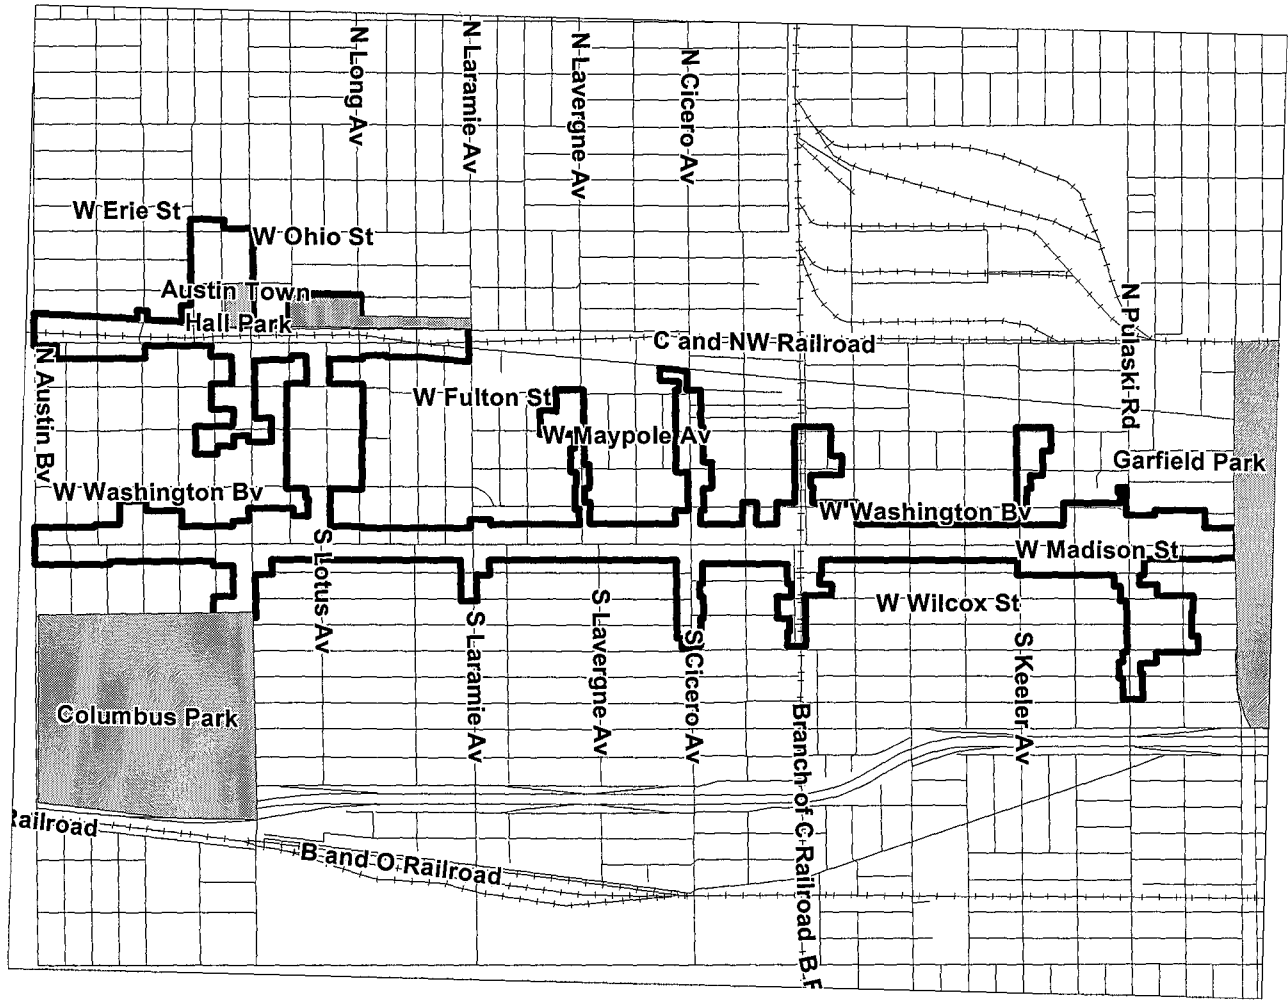 N Long Av
N Laramie Av
N Lavergne Av
N Cicero Av
W Erie St
W Ohio St
Austin Town
Hall Park
N Pulaski Rd
C and NW Railroad
N Austin Bv
W Fulton St
W Maypole Av
Garfield Park
W Washington Bv
W Washington Bv
W Madison St
S Lotus Av
S Laramie Av
S Lavergne Av
S Cicero Av
W Wilcox St
S Keeler Av
Columbus Park
Branch of C Railroad B
Railroad
B and O Railroad